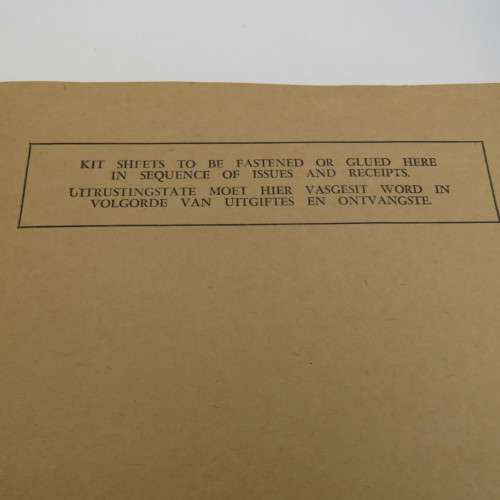 KIT SHEETS TO BE FASTENED OR GLUED HERE
IN SEQUENCE OF ISSUES AND RECEIPTS.
UITRUSTINGSTATE MOET HIER VASGESIT WORD IN
VOLGORDE VAN UITGIFTES EN ONTVANGSTE.